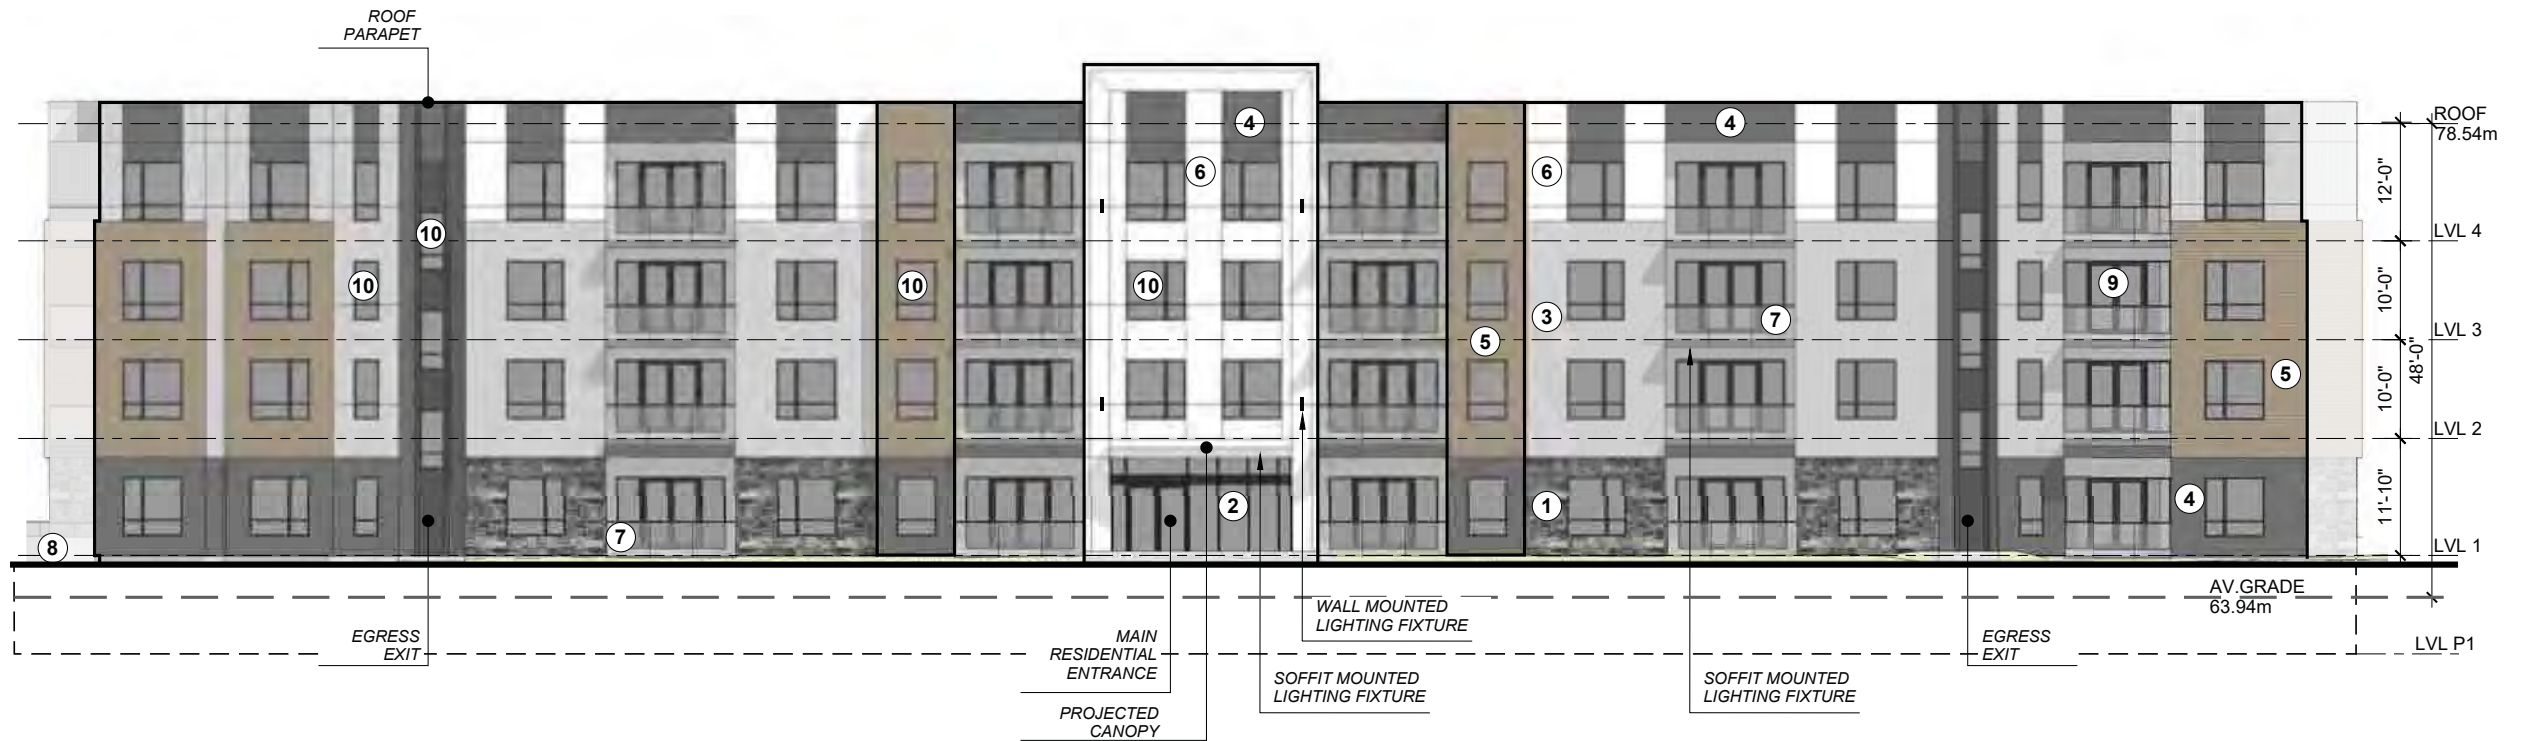 ROOF
PARAPET
4
4
ROOF
78.54m
6
6
12'-0"
10
LVL 4
10
10
10
9
10'-0"
3
7
5
LVL 3
48'-0"
5
10'-0"
LVL 2
4
1
2
11'-10"
7
8
LVL 1
AV.GRADE
63.94m
WALL MOUNTED
LIGHTING FIXTURE
EGRESS
EXIT
MAIN
RESIDENTIAL
ENTRANCE
EGRESS
EXIT
LVL P1
SOFFIT MOUNTED
LIGHTING FIXTURE
SOFFIT MOUNTED
LIGHTING FIXTURE
PROJECTED
CANOPY